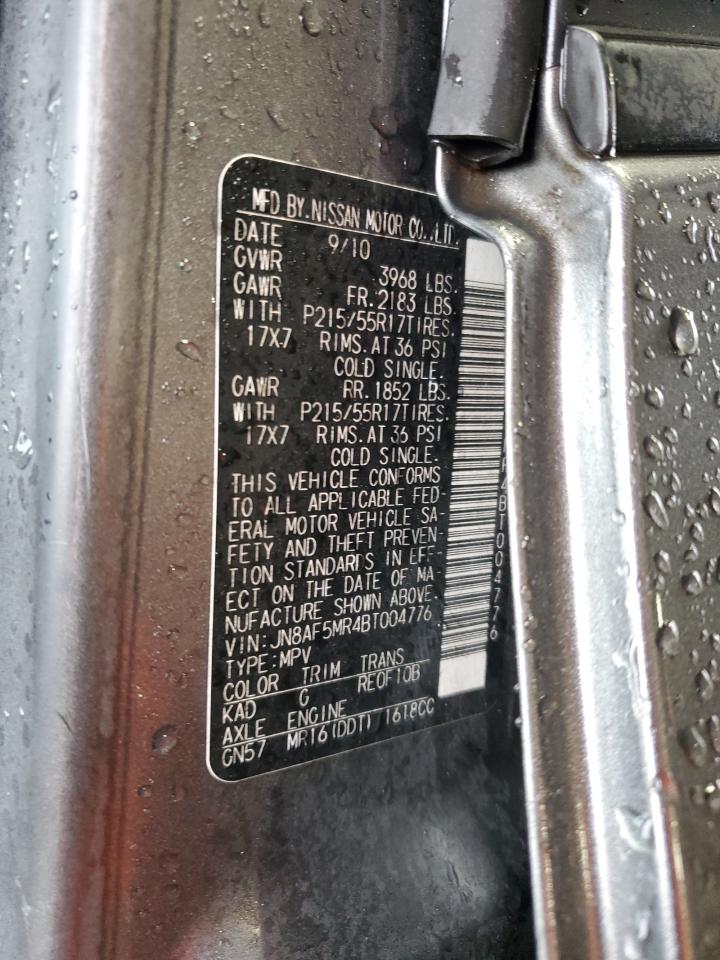 MFD BY.NISSAN MOTOR CO.,LTD.
DATE 9/10
GVWR 3968 LBS.
GAWR FR. 2183 LBS.
WITH P215/55R17TIRES.
17X7 RIMS. AT 36 PSI
COLD SINGLE.
GAWR RR. 1852 LBS.
WITH P215/55R17TIRES.
17X7 RIMS. AT 36 PSI
COLD SINGLE.
THIS VEHICLE CONFORMS
TO ALL APPLICABLE FED-
ERAL MOTOR VEHICLE SA-
FETY AND THEFT PREVEN-
TION STANDARDS IN EFF-
ECT ON THE DATE OF MA-
NUFACTURE SHOWN ABOVE.
VIN: JN8AF5MR4BT004776
TYPE: MPV
COLOR TRIM TRANS
KAD G RE0F10B
AXLE ENGINE
GN57 MR16(DDT) 1618CC
R4BT004776